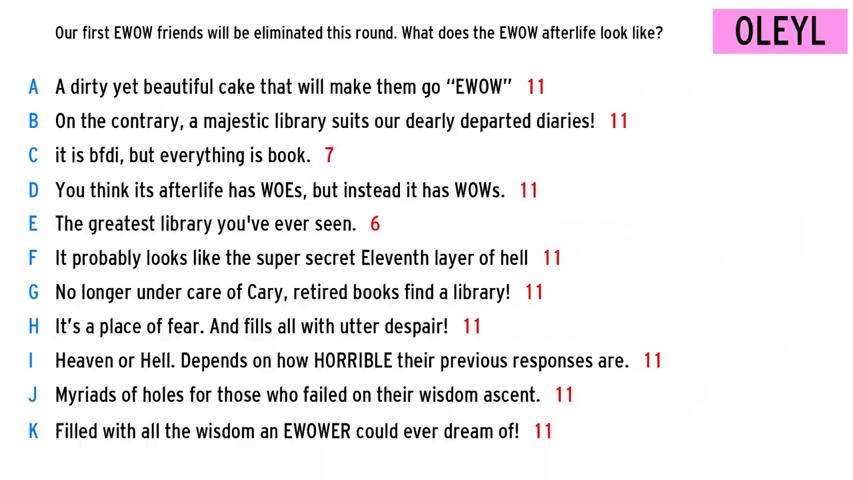 Our first EWOW friends will be eliminated this round. What does the EWOW afterlife look like?
OLEYL
A A dirty yet beautiful cake that will make them go “EWOW” 11
B On the contrary, a majestic library suits our dearly departed diaries! 11
C it is bfdi, but everything is book. 7
D You think its afterlife has WOEs, but instead it has WOWs. 11
E The greatest library you've ever seen. 6
F It probably looks like the super secret Eleventh layer of hell 11
G No longer under care of Cary, retired books find a library! 11
H It’s a place of fear. And fills all with utter despair! 11
I Heaven or Hell. Depends on how HORRIBLE their previous responses are. 11
J Myriads of holes for those who failed on their wisdom ascent. 11
K Filled with all the wisdom an EWOWER could ever dream of! 11